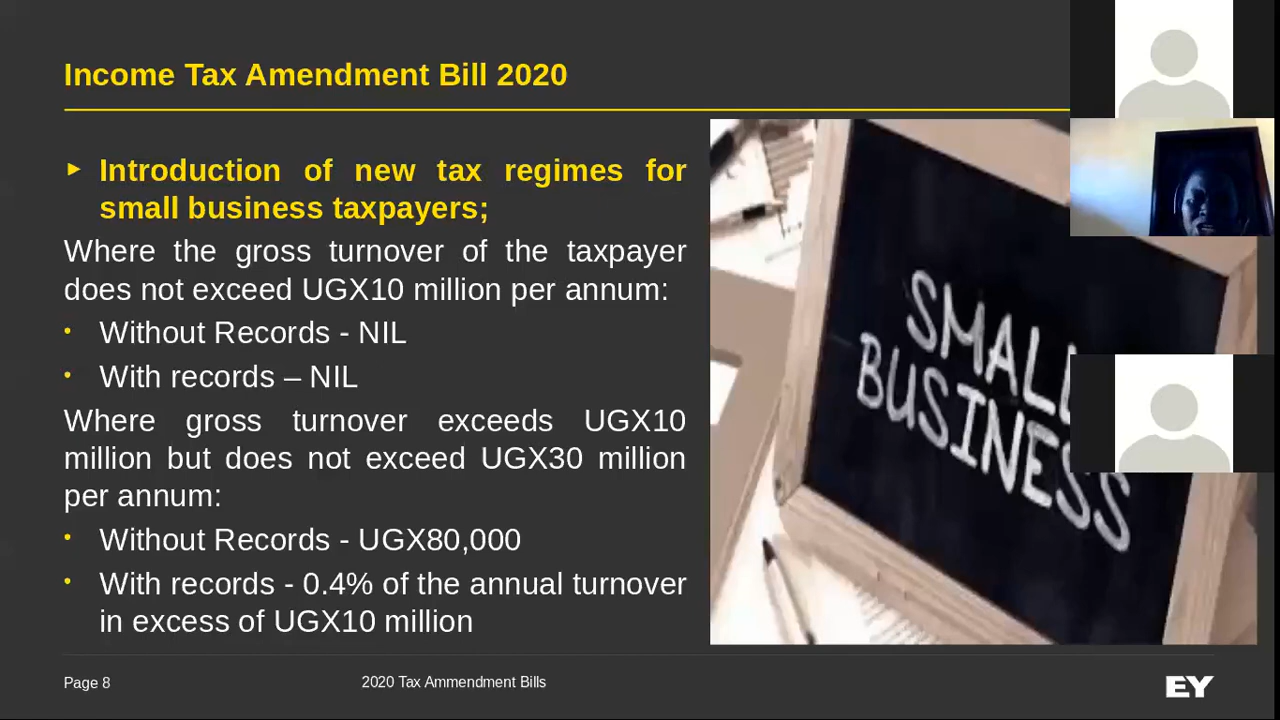 Income Tax Amendment Bill 2020
Introduction of new tax regimes for
small business taxpayers;
Where the gross turnover of the taxpayer
does not exceed UGX10 million per annum:
• Without Records - NIL
• With records – NIL
Where gross turnover exceeds UGX10
million but does not exceed UGX30 million
per annum:
• Without Records - UGX80,000
• With records - 0.4% of the annual turnover
in excess of UGX10 million
SMALL
BUSINESS
Page 8
2020 Tax Ammendment Bills
EY